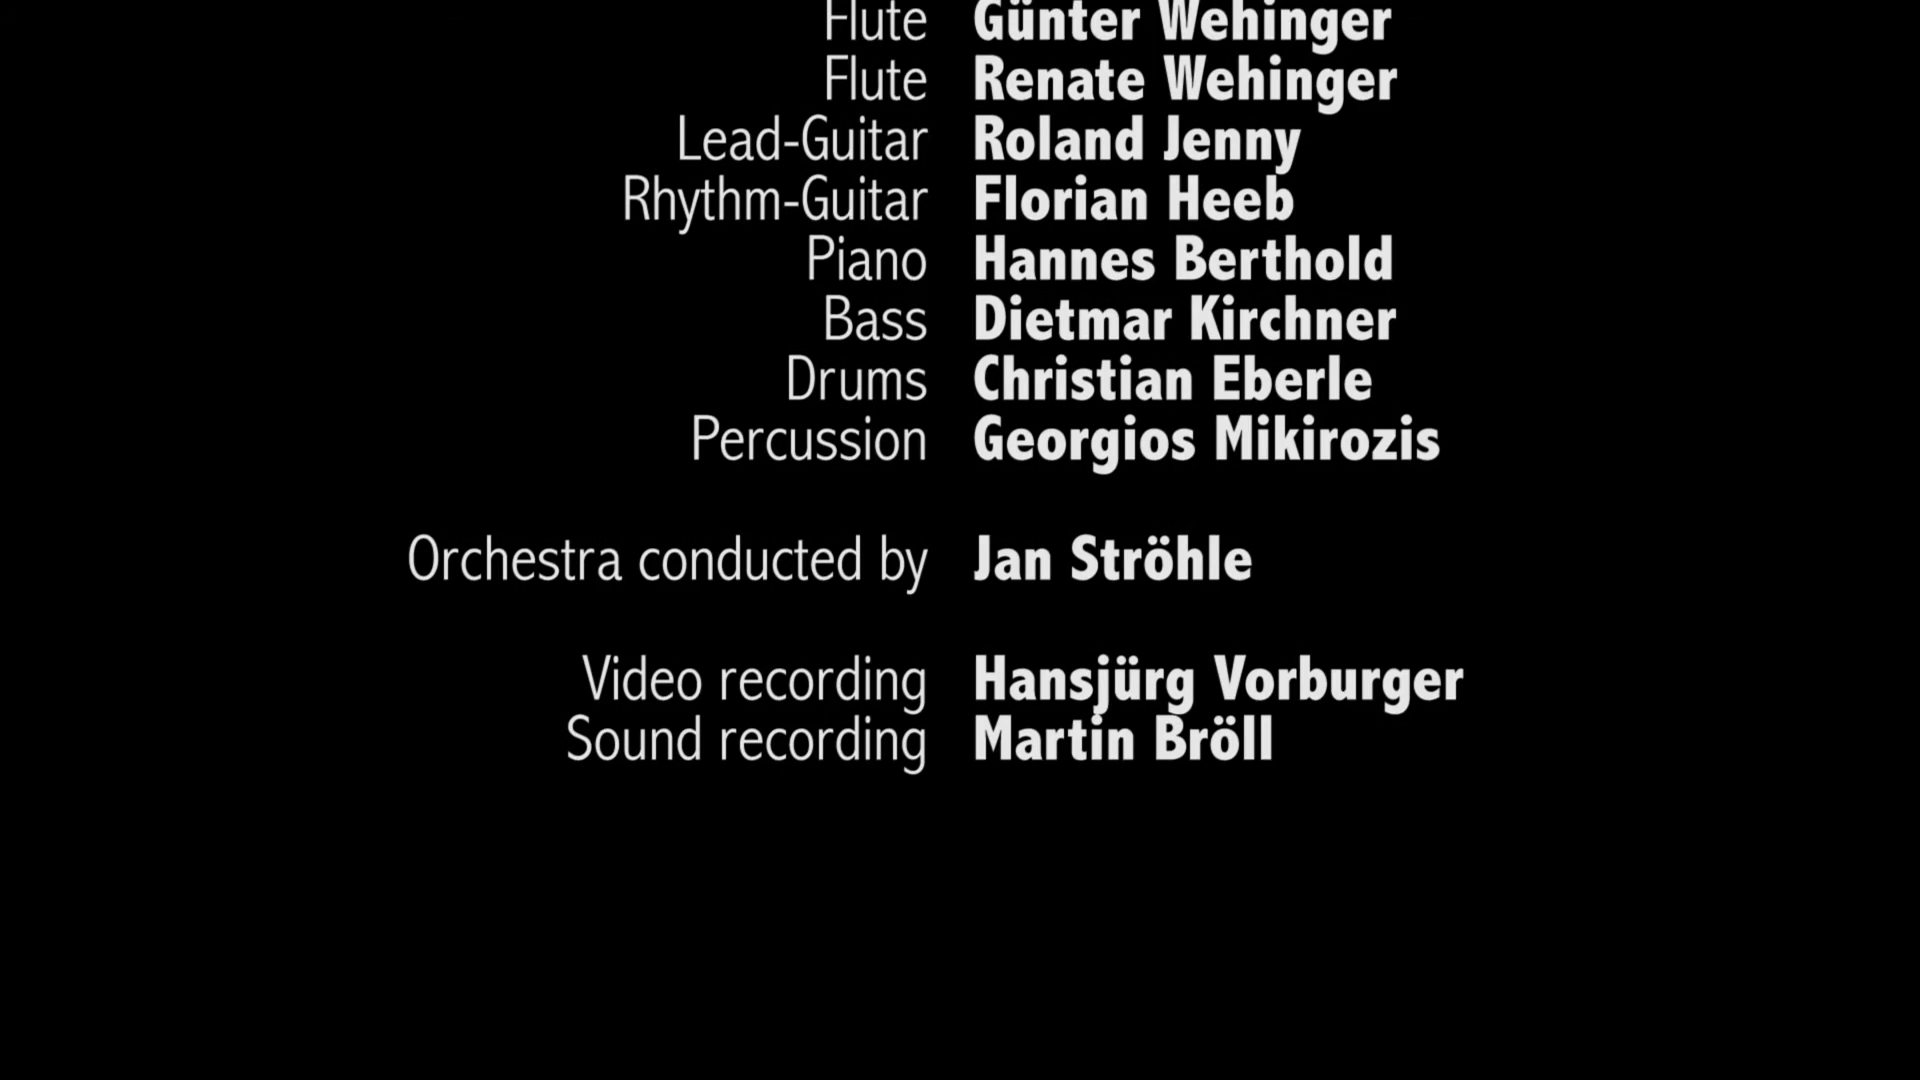 Flute Günter Wehinger
Flute Renate Wehinger
Lead-Guitar Roland Jenny
Rhythm-Guitar Florian Heeb
Piano Hannes Berthold
Bass Dietmar Kirchner
Drums Christian Eberle
Percussion Georgios Mikirozis
Orchestra conducted by Jan Ströhle
Video recording Hansjürg Vorburger
Sound recording Martin Bröll